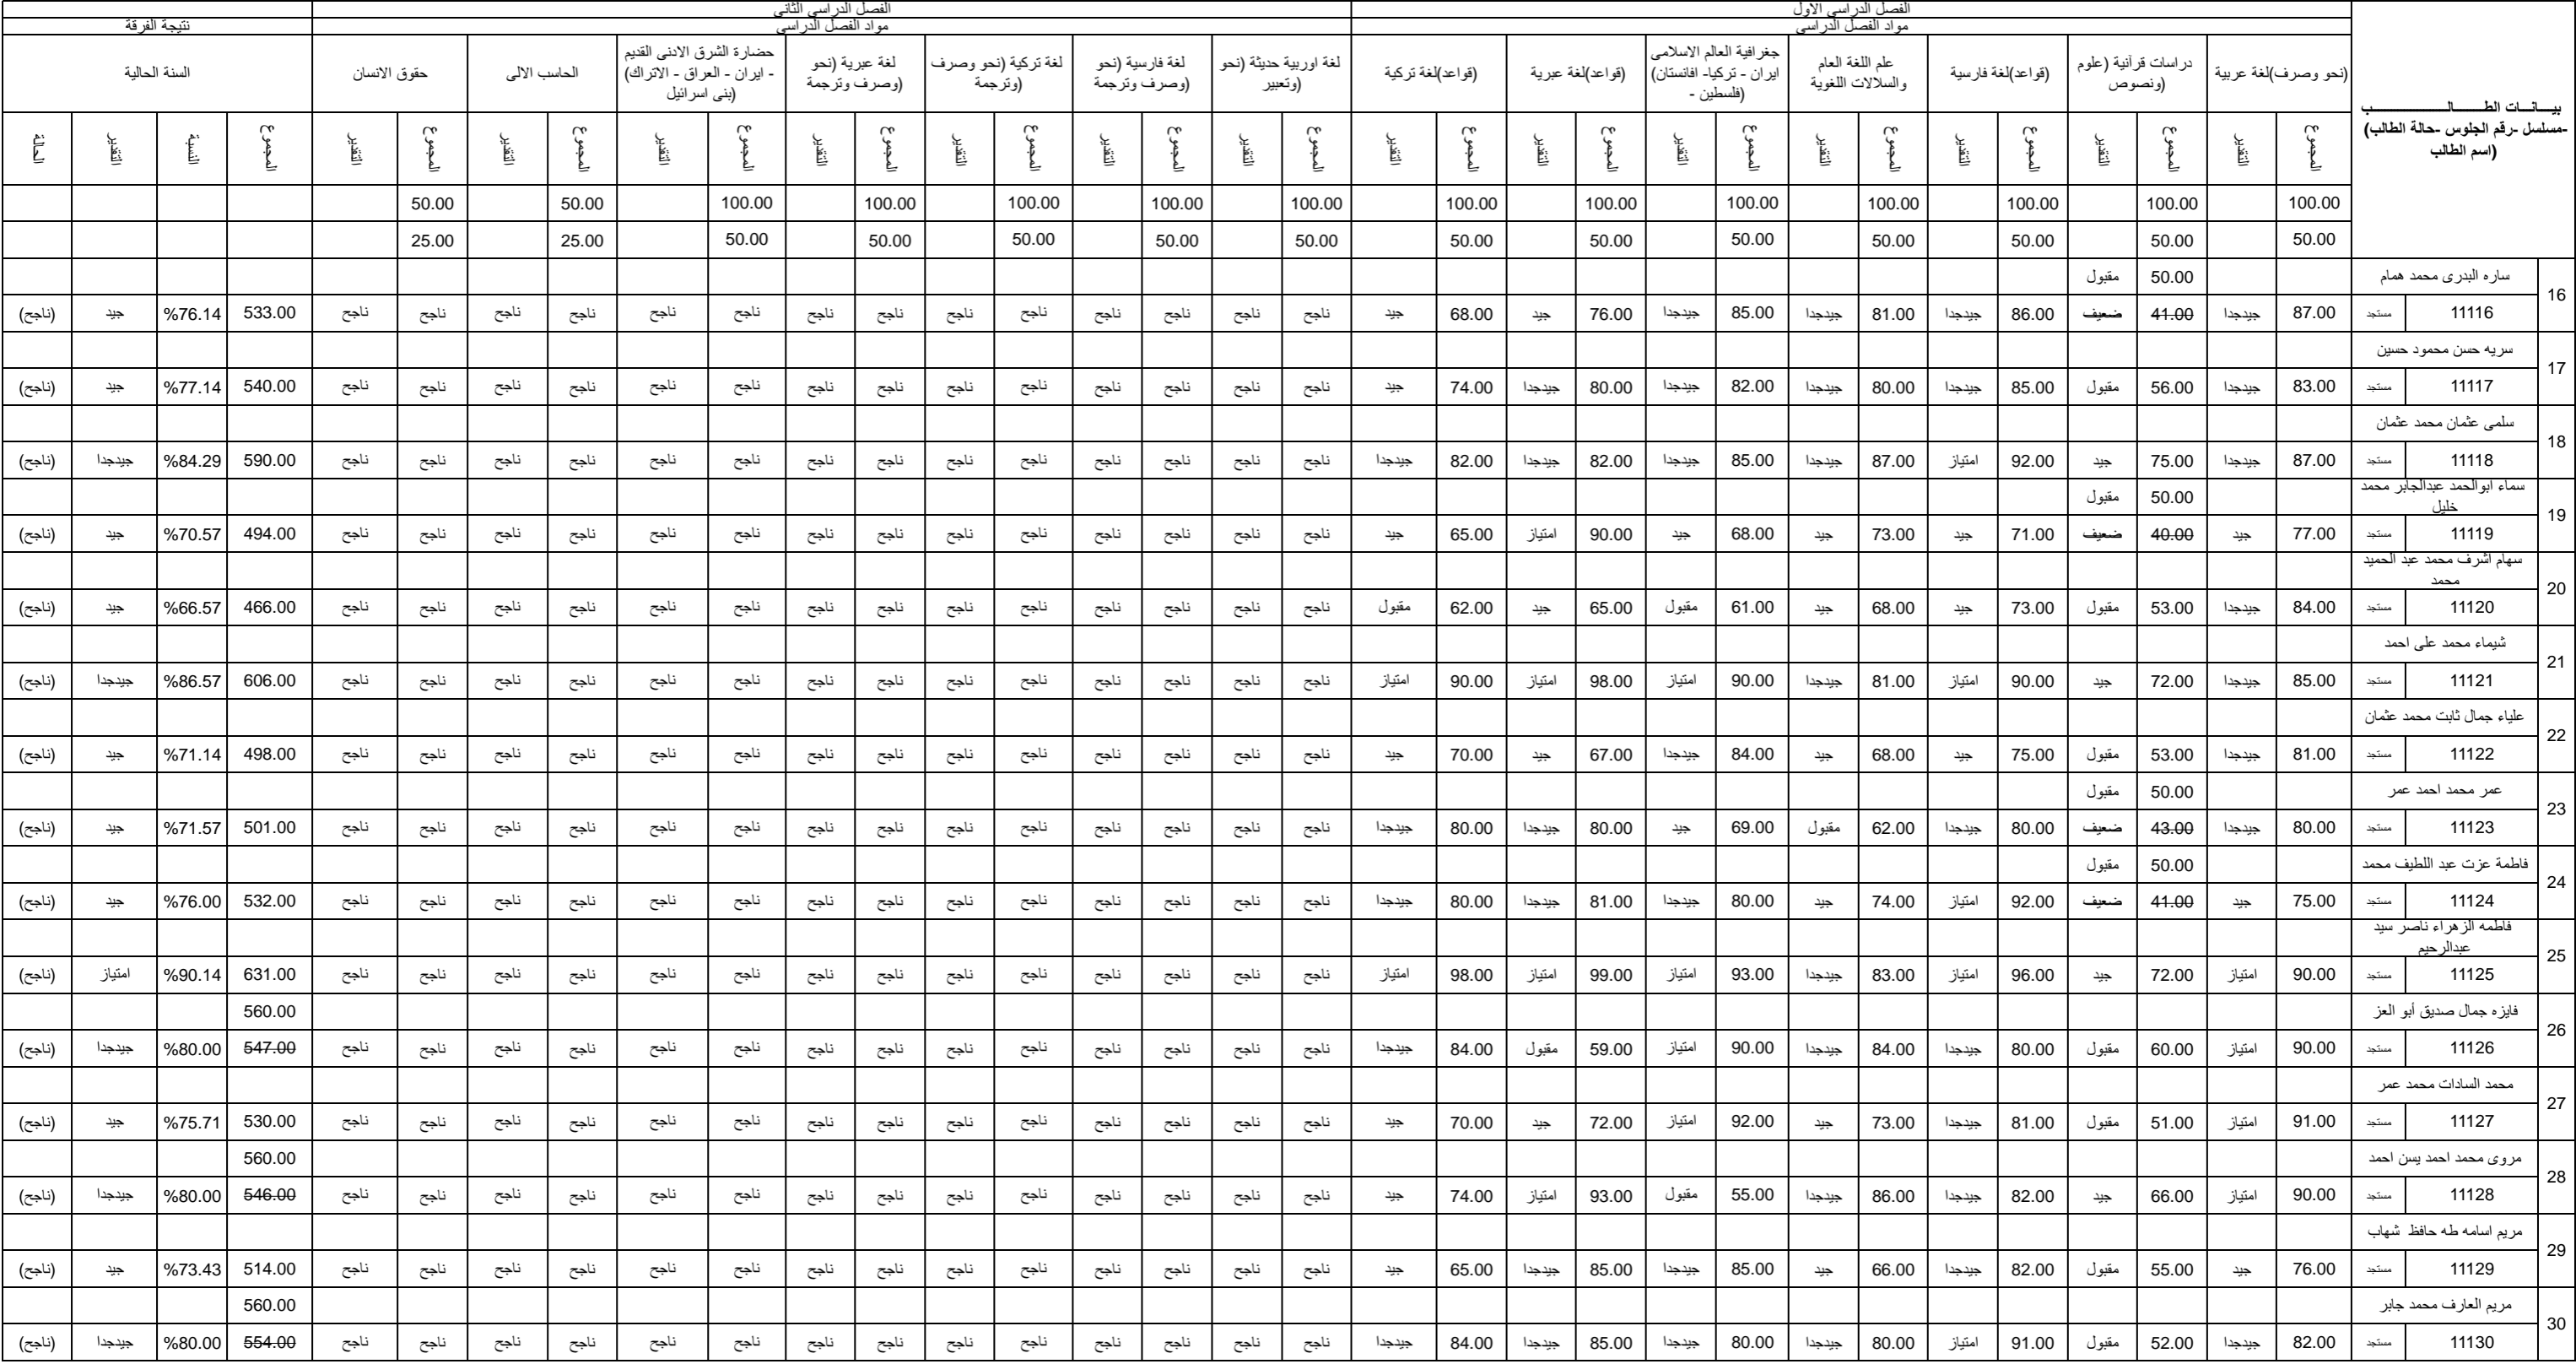 الفصل الدراسى الاول الفصل الدراسى الثانى
مواد الفصل الدراسى مواد الفصل الدراسى نتيجة الفرقة
بيـــانـــات الطـــــــالـــــــــــــــــب
-مسلسل -رقم الجلوس -حالة الطالب)
(اسم الطالب
(نحو وصرف)لغة عربية
دراسات قرآنية (علوم
(ونصوص
(قواعد)لغة فارسية
علم اللغة العام
والسلالات اللغوية
جغرافية العالم الاسلامى
ايران - تركيا- افانستان)
(فلسطين -
(قواعد)لغة عبرية
(قواعد)لغة تركية
لغة اوربية حديثة (نحو
(وتعبير
لغة فارسية (نحو
(وصرف وترجمة
لغة تركية (نحو وصرف
(وترجمة
لغة عبرية (نحو
(وصرف وترجمة
حضارة الشرق الادنى القديم
- ايران - العراق - الاتراك)
(بنى اسرائيل
الحاسب الالى
حقوق الانسان
السنة الحالية
المجموع التقدير المجموع التقدير المجموع التقدير المجموع التقدير المجموع التقدير المجموع التقدير المجموع التقدير المجموع التقدير المجموع التقدير المجموع التقدير المجموع التقدير المجموع التقدير المجموع التقدير المجموع التقدير المجموع النسبة التقدير الحالة
100.00 100.00 100.00 100.00 100.00 100.00 100.00 100.00 100.00 100.00 100.00 100.00 50.00 50.00
50.00 50.00 50.00 50.00 50.00 50.00 50.00 50.00 50.00 50.00 50.00 50.00 25.00 25.00
16 ساره البدرى محمد همام 50.00 مقبول
11116 مستجد 87.00 جيدجدا 41.00 ضعيف 86.00 جيدجدا 81.00 جيدجدا 85.00 جيدجدا 76.00 جيد 68.00 جيد ناجح ناجح ناجح ناجح ناجح ناجح ناجح ناجح ناجح ناجح ناجح ناجح ناجح ناجح 533.00 %76.14 جيد (ناجح)
17 سريه حسن محمود حسين
11117 مستجد 83.00 جيدجدا 56.00 مقبول 85.00 جيدجدا 80.00 جيدجدا 82.00 جيدجدا 80.00 جيدجدا 74.00 جيد ناجح ناجح ناجح ناجح ناجح ناجح ناجح ناجح ناجح ناجح ناجح ناجح ناجح ناجح 540.00 %77.14 جيد (ناجح)
18 سلمى عثمان محمد عثمان
11118 مستجد 87.00 جيدجدا 75.00 جيد 92.00 امتياز 87.00 جيدجدا 85.00 جيدجدا 82.00 جيدجدا 82.00 جيدجدا ناجح ناجح ناجح ناجح ناجح ناجح ناجح ناجح ناجح ناجح ناجح ناجح ناجح ناجح 590.00 %84.29 جيدجدا (ناجح)
19 سماء ابوالحمد عبدالجابر محمد
خليل 50.00 مقبول
11119 مستجد 77.00 جيد 40.00 ضعيف 71.00 جيد 73.00 جيد 68.00 جيد 90.00 امتياز 65.00 جيد ناجح ناجح ناجح ناجح ناجح ناجح ناجح ناجح ناجح ناجح ناجح ناجح ناجح ناجح 494.00 %70.57 جيد (ناجح)
20 سهام اشرف محمد عبد الحميد
محمد
11120 مستجد 84.00 جيدجدا 53.00 مقبول 73.00 جيد 68.00 جيد 61.00 مقبول 65.00 جيد 62.00 مقبول ناجح ناجح ناجح ناجح ناجح ناجح ناجح ناجح ناجح ناجح ناجح ناجح ناجح ناجح 466.00 %66.57 جيد (ناجح)
21 شيماء محمد على احمد
11121 مستجد 85.00 جيدجدا 72.00 جيد 90.00 امتياز 81.00 جيدجدا 90.00 امتياز 98.00 امتياز 90.00 امتياز ناجح ناجح ناجح ناجح ناجح ناجح ناجح ناجح ناجح ناجح ناجح ناجح ناجح ناجح 606.00 %86.57 جيدجدا (ناجح)
22 علياء جمال ثابت محمد عثمان
11122 مستجد 81.00 جيدجدا 53.00 مقبول 75.00 جيد 68.00 جيد 84.00 جيدجدا 67.00 جيد 70.00 جيد ناجح ناجح ناجح ناجح ناجح ناجح ناجح ناجح ناجح ناجح ناجح ناجح ناجح ناجح 498.00 %71.14 جيد (ناجح)
23 عمر محمد احمد عمر 50.00 مقبول
11123 مستجد 80.00 جيدجدا 43.00 ضعيف 80.00 جيدجدا 62.00 مقبول 69.00 جيد 80.00 جيدجدا 80.00 جيدجدا ناجح ناجح ناجح ناجح ناجح ناجح ناجح ناجح ناجح ناجح ناجح ناجح ناجح ناجح 501.00 %71.57 جيد (ناجح)
24 فاطمة عزت عبد اللطيف محمد 50.00 مقبول
11124 مستجد 75.00 جيد 41.00 ضعيف 92.00 امتياز 74.00 جيد 80.00 جيدجدا 81.00 جيدجدا 80.00 جيدجدا ناجح ناجح ناجح ناجح ناجح ناجح ناجح ناجح ناجح ناجح ناجح ناجح ناجح ناجح 532.00 %76.00 جيد (ناجح)
25 فاطمه الزهراء ناصر سيد
عبدالرحيم
11125 مستجد 90.00 امتياز 72.00 جيد 96.00 امتياز 83.00 جيدجدا 93.00 امتياز 99.00 امتياز 98.00 امتياز ناجح ناجح ناجح ناجح ناجح ناجح ناجح ناجح ناجح ناجح ناجح ناجح ناجح ناجح 631.00 %90.14 امتياز (ناجح)
26 فايزه جمال صديق أبو العز 560.00
11126 مستجد 90.00 امتياز 60.00 مقبول 80.00 جيدجدا 84.00 جيدجدا 90.00 امتياز 59.00 مقبول 84.00 جيدجدا ناجح ناجح ناجح ناجح ناجح ناجح ناجح ناجح ناجح ناجح ناجح ناجح ناجح ناجح 547.00 %80.00 جيدجدا (ناجح)
27 محمد السادات محمد عمر
11127 مستجد 91.00 امتياز 51.00 مقبول 81.00 جيدجدا 73.00 جيد 92.00 امتياز 72.00 جيد 70.00 جيد ناجح ناجح ناجح ناجح ناجح ناجح ناجح ناجح ناجح ناجح ناجح ناجح ناجح ناجح 530.00 %75.71 جيد (ناجح)
28 مروى محمد احمد يسن احمد 560.00
11128 مستجد 90.00 امتياز 66.00 جيد 82.00 جيدجدا 86.00 جيدجدا 55.00 مقبول 93.00 امتياز 74.00 جيد ناجح ناجح ناجح ناجح ناجح ناجح ناجح ناجح ناجح ناجح ناجح ناجح ناجح ناجح 546.00 %80.00 جيدجدا (ناجح)
29 مريم اسامه طه حافظ شهاب
11129 مستجد 76.00 جيد 55.00 مقبول 82.00 جيدجدا 66.00 جيد 85.00 جيدجدا 85.00 جيدجدا 65.00 جيد ناجح ناجح ناجح ناجح ناجح ناجح ناجح ناجح ناجح ناجح ناجح ناجح ناجح ناجح 514.00 %73.43 جيد (ناجح)
30 مريم العارف محمد جابر 560.00
11130 مستجد 82.00 جيدجدا 52.00 مقبول 91.00 امتياز 80.00 جيدجدا 80.00 جيدجدا 85.00 جيدجدا 84.00 جيدجدا ناجح ناجح ناجح ناجح ناجح ناجح ناجح ناجح ناجح ناجح ناجح ناجح ناجح ناجح 554.00 %80.00 جيدجدا (ناجح)